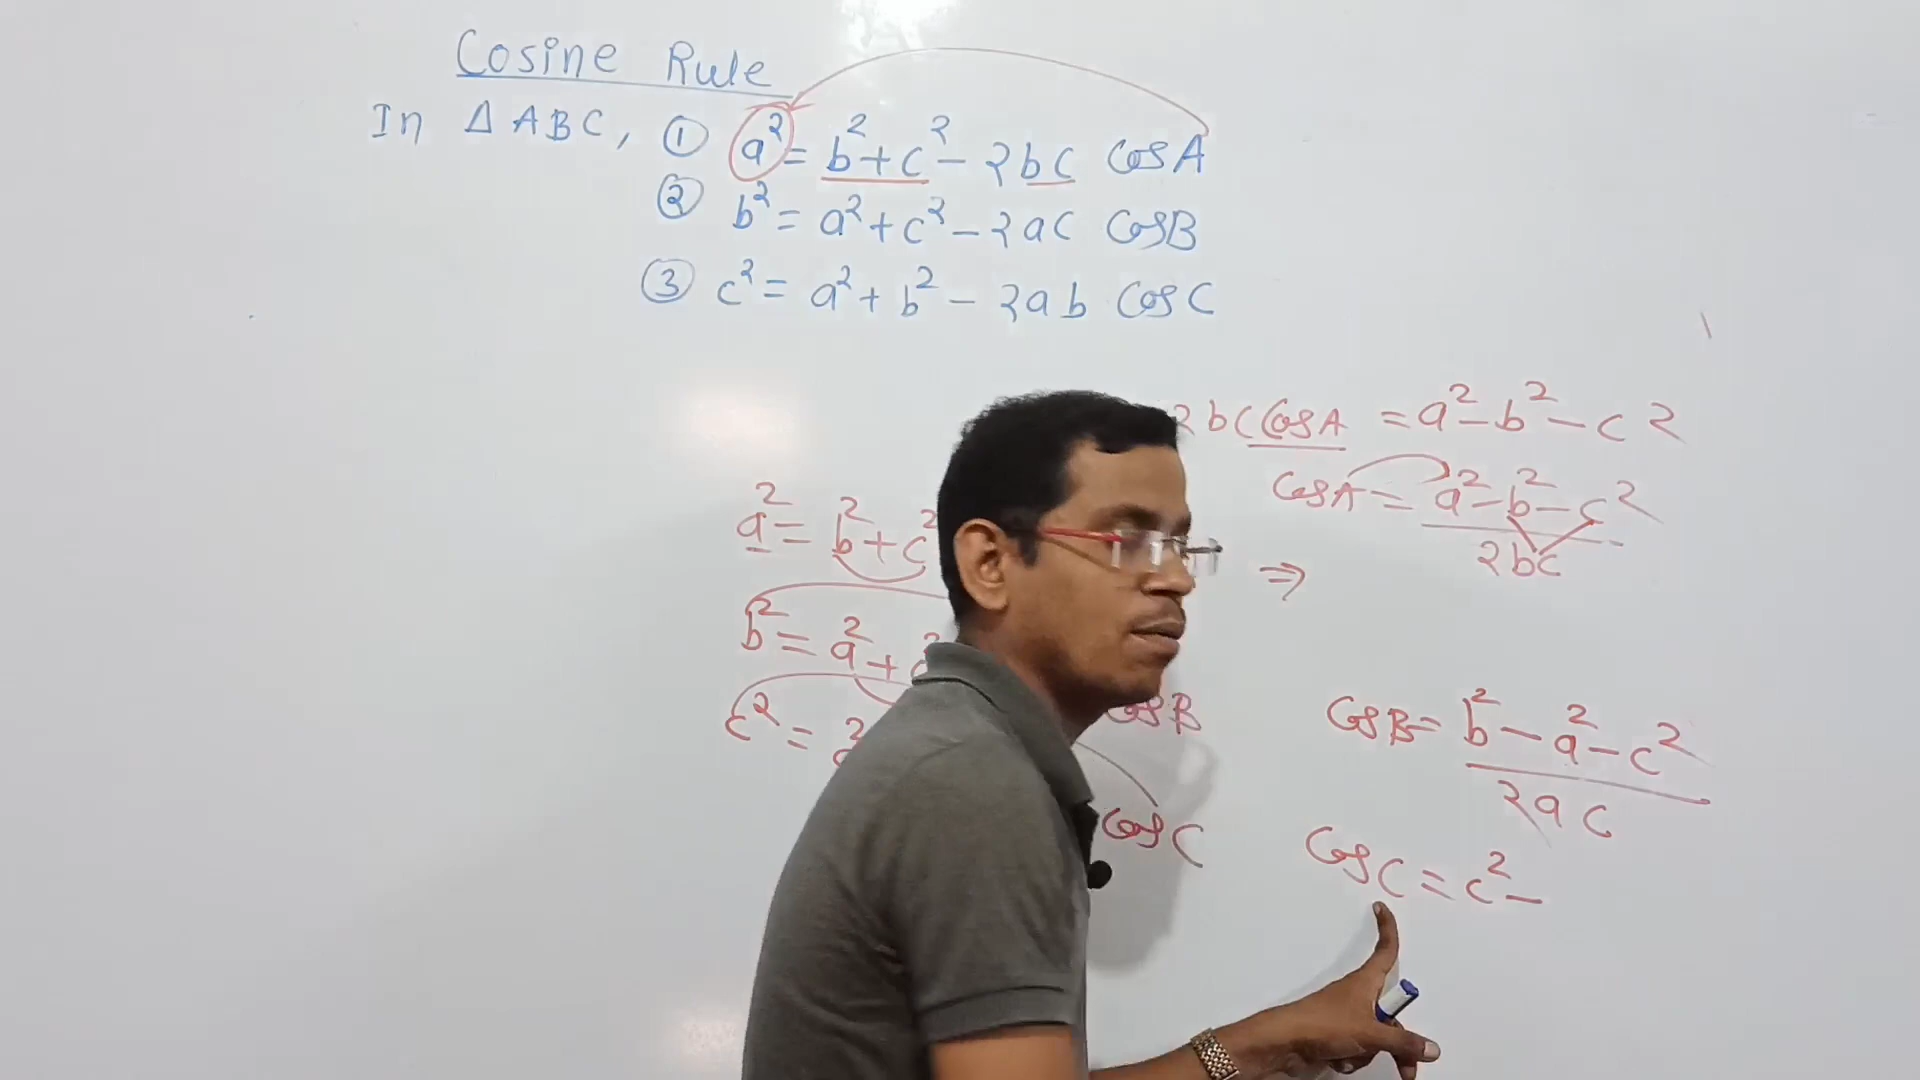 Cosine Rule
In Δ ABC, ① a² = b² + c² - 2bc CosA
② b² = a² + c² - 2ac CosB
③ c² = a² + b² - 2ab CosC
2bc CosA = a² - b² - c²
CosA = a² - b² - c²
2bc
a² = b² + c²
⇒
b² = a² +
CosB
c² =
CosC
CosB = b² - a² - c²
2ac
CosC = c² -